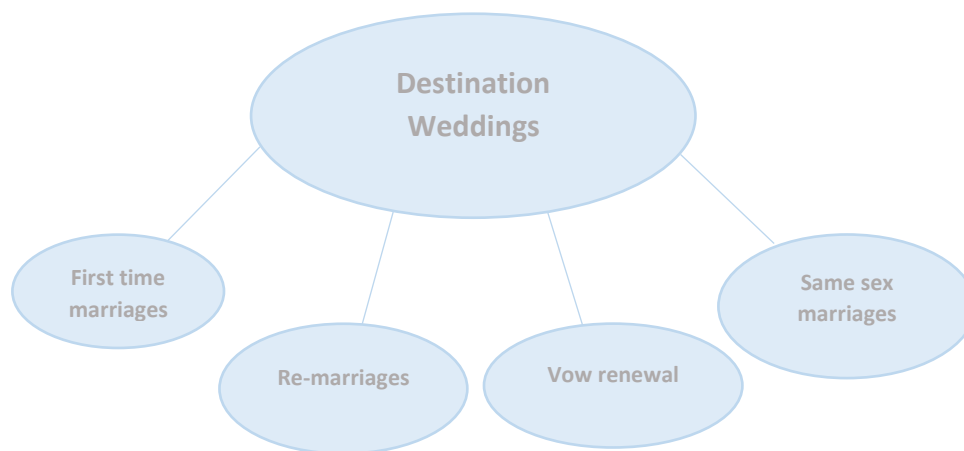 Destination
Weddings
First time
marriages
Re-marriages
Vow renewal
Same sex
marriages